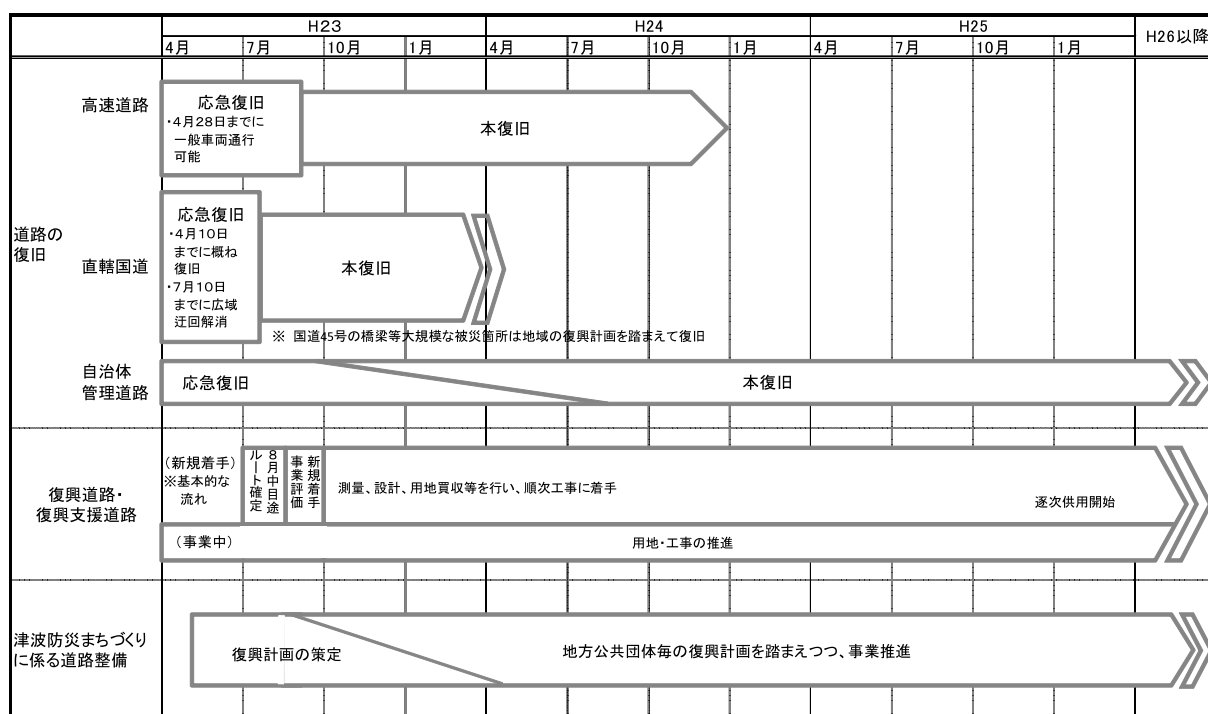 H23
H24
H25
H26以降
4月
7月
10月
1月
4月
7月
10月
1月
4月
7月
10月
1月
道路の
復旧
高速道路
応急復旧
・4月28日までに
一般車両通行
可能
本復旧
直轄国道
応急復旧
・4月10日
までに概ね
復旧
・7月10日
までに広域
迂回解消
本復旧
※ 国道45号の橋梁等大規模な被災箇所は地域の復興計画を踏まえて復旧
自治体
管理道路
応急復旧
本復旧
復興道路・
復興支援道路
(新規着手)
※基本的な
流れ
8月中目途
ルート確定
新規着手
事業評価
測量、設計、用地買収等を行い、順次工事に着手
逐次供用開始
(事業中)
用地・工事の推進
津波防災まちづくり
に係る道路整備
復興計画の策定
地方公共団体毎の復興計画を踏まえつつ、事業推進